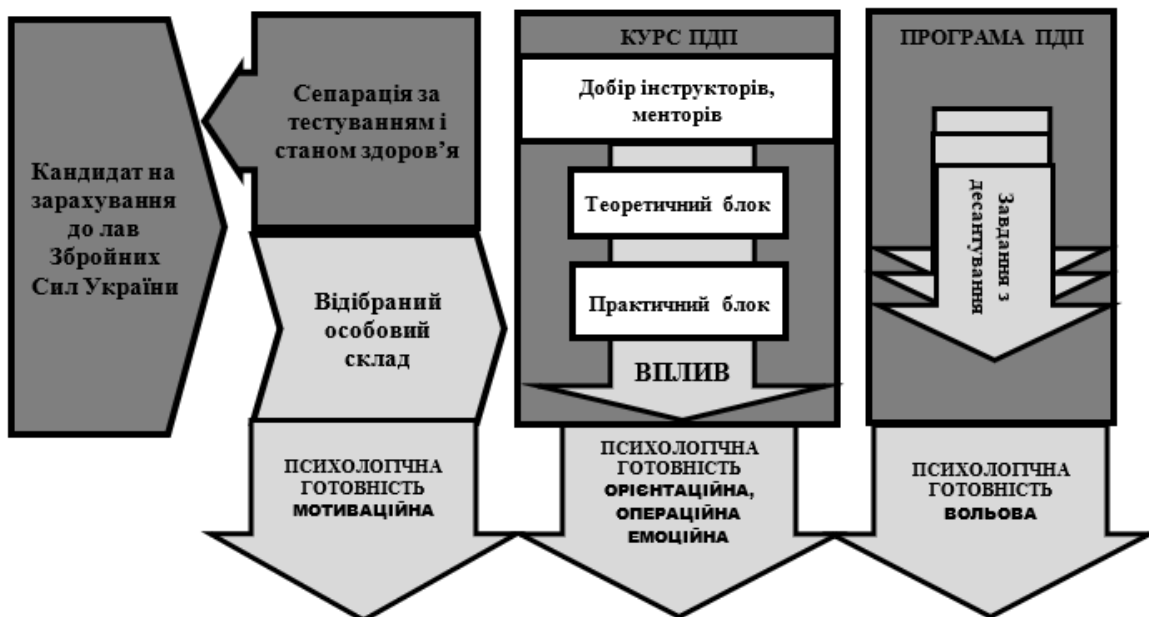 Кандидат на
зарахування
до лав
Збройних
Сил України
Сепарація за
тестуванням і
станом здоров’я
Відібраний
особовий
склад
ПСИХОЛОГІЧНА
ГОТОВНІСТЬ
МОТИВАЦІЙНА
КУРС ПДП
Добір інструкторів,
менторів
Теоретичний блок
Практичний блок
ВПЛИВ
ПСИХОЛОГІЧНА
ГОТОВНІСТЬ
ОРІЄНТАЦІЙНА,
ОПЕРАЦІЙНА
ЕМОЦІЙНА
ПРОГРАМА ПДП
Завдання з
десантування
ПСИХОЛОГІЧНА
ГОТОВНІСТЬ
ВОЛЬОВА